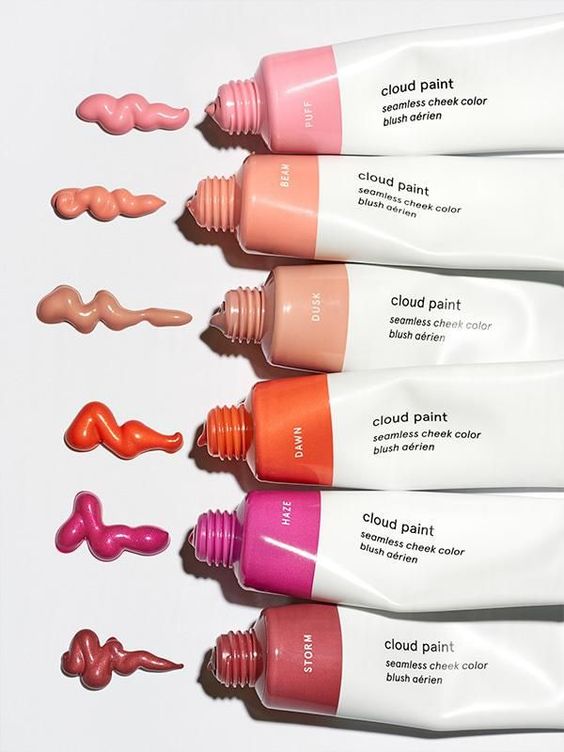 PUFF
cloud paint
seamless cheek color
blush aérien
BEAM
cloud paint
seamless cheek color
blush aérien
DUSK
cloud paint
seamless cheek color
blush aérien
DAWN
cloud paint
seamless cheek color
blush aérien
HAZE
cloud paint
seamless cheek color
blush aérien
STORM
cloud paint
seamless cheek color
blush aérien